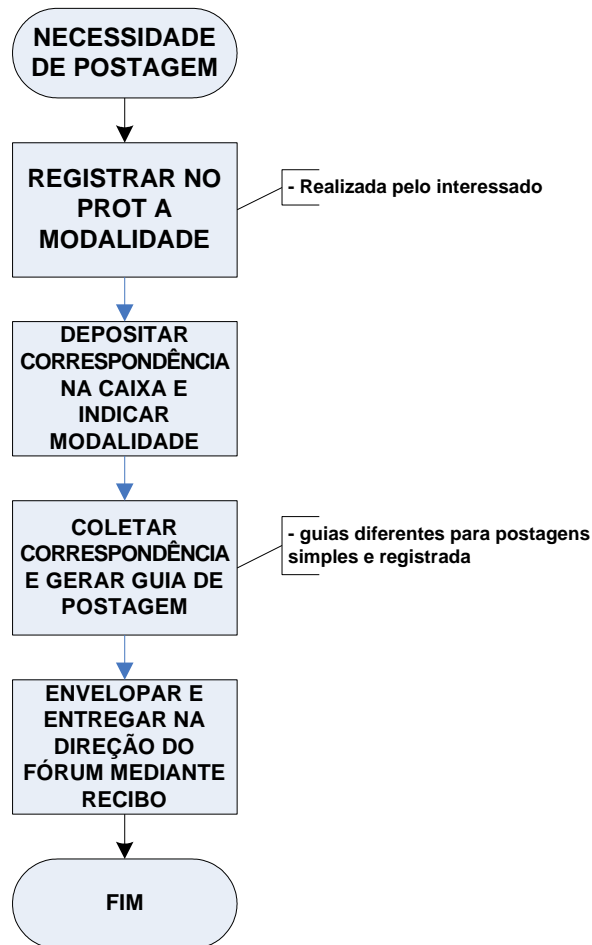 NECESSIDADE
DE POSTAGEM
REGISTRAR NO
PROT A
MODALIDADE
- Realizada pelo interessado
DEPOSITAR
CORRESPONDÊNCIA
NA CAIXA E
INDICAR
MODALIDADE
COLETAR
CORRESPONDÊNCIA
E GERAR GUIA DE
POSTAGEM
- guias diferentes para postagens
simples e registrada
ENVELOPAR E
ENTREGAR NA
DIREÇÃO DO
FÓRUM MEDIANTE
RECIBO
FIM